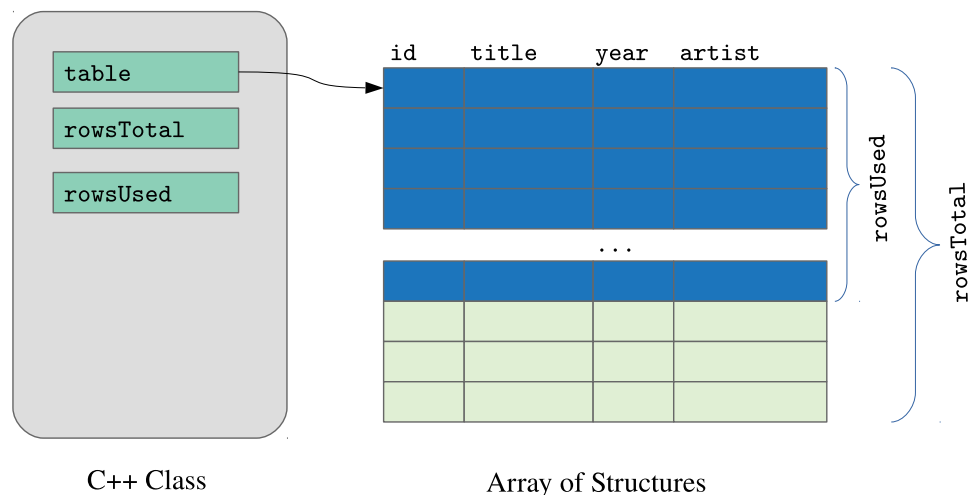 table
rowsTotal
rowsUsed
id title year artist
...
rowsUsed
rowsTotal
C++ Class
Array of Structures